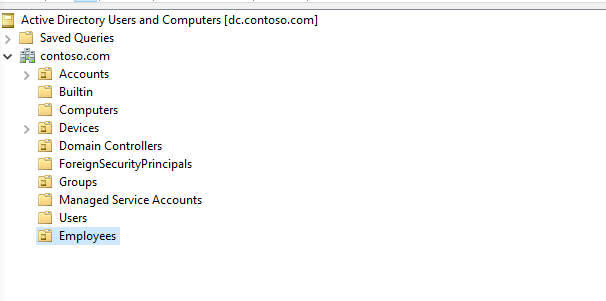 Active Directory Users and Computers [dc.contoso.com]
Saved Queries
contoso.com
Accounts
Builtin
Computers
Devices
Domain Controllers
ForeignSecurityPrincipals
Groups
Managed Service Accounts
Users
Employees